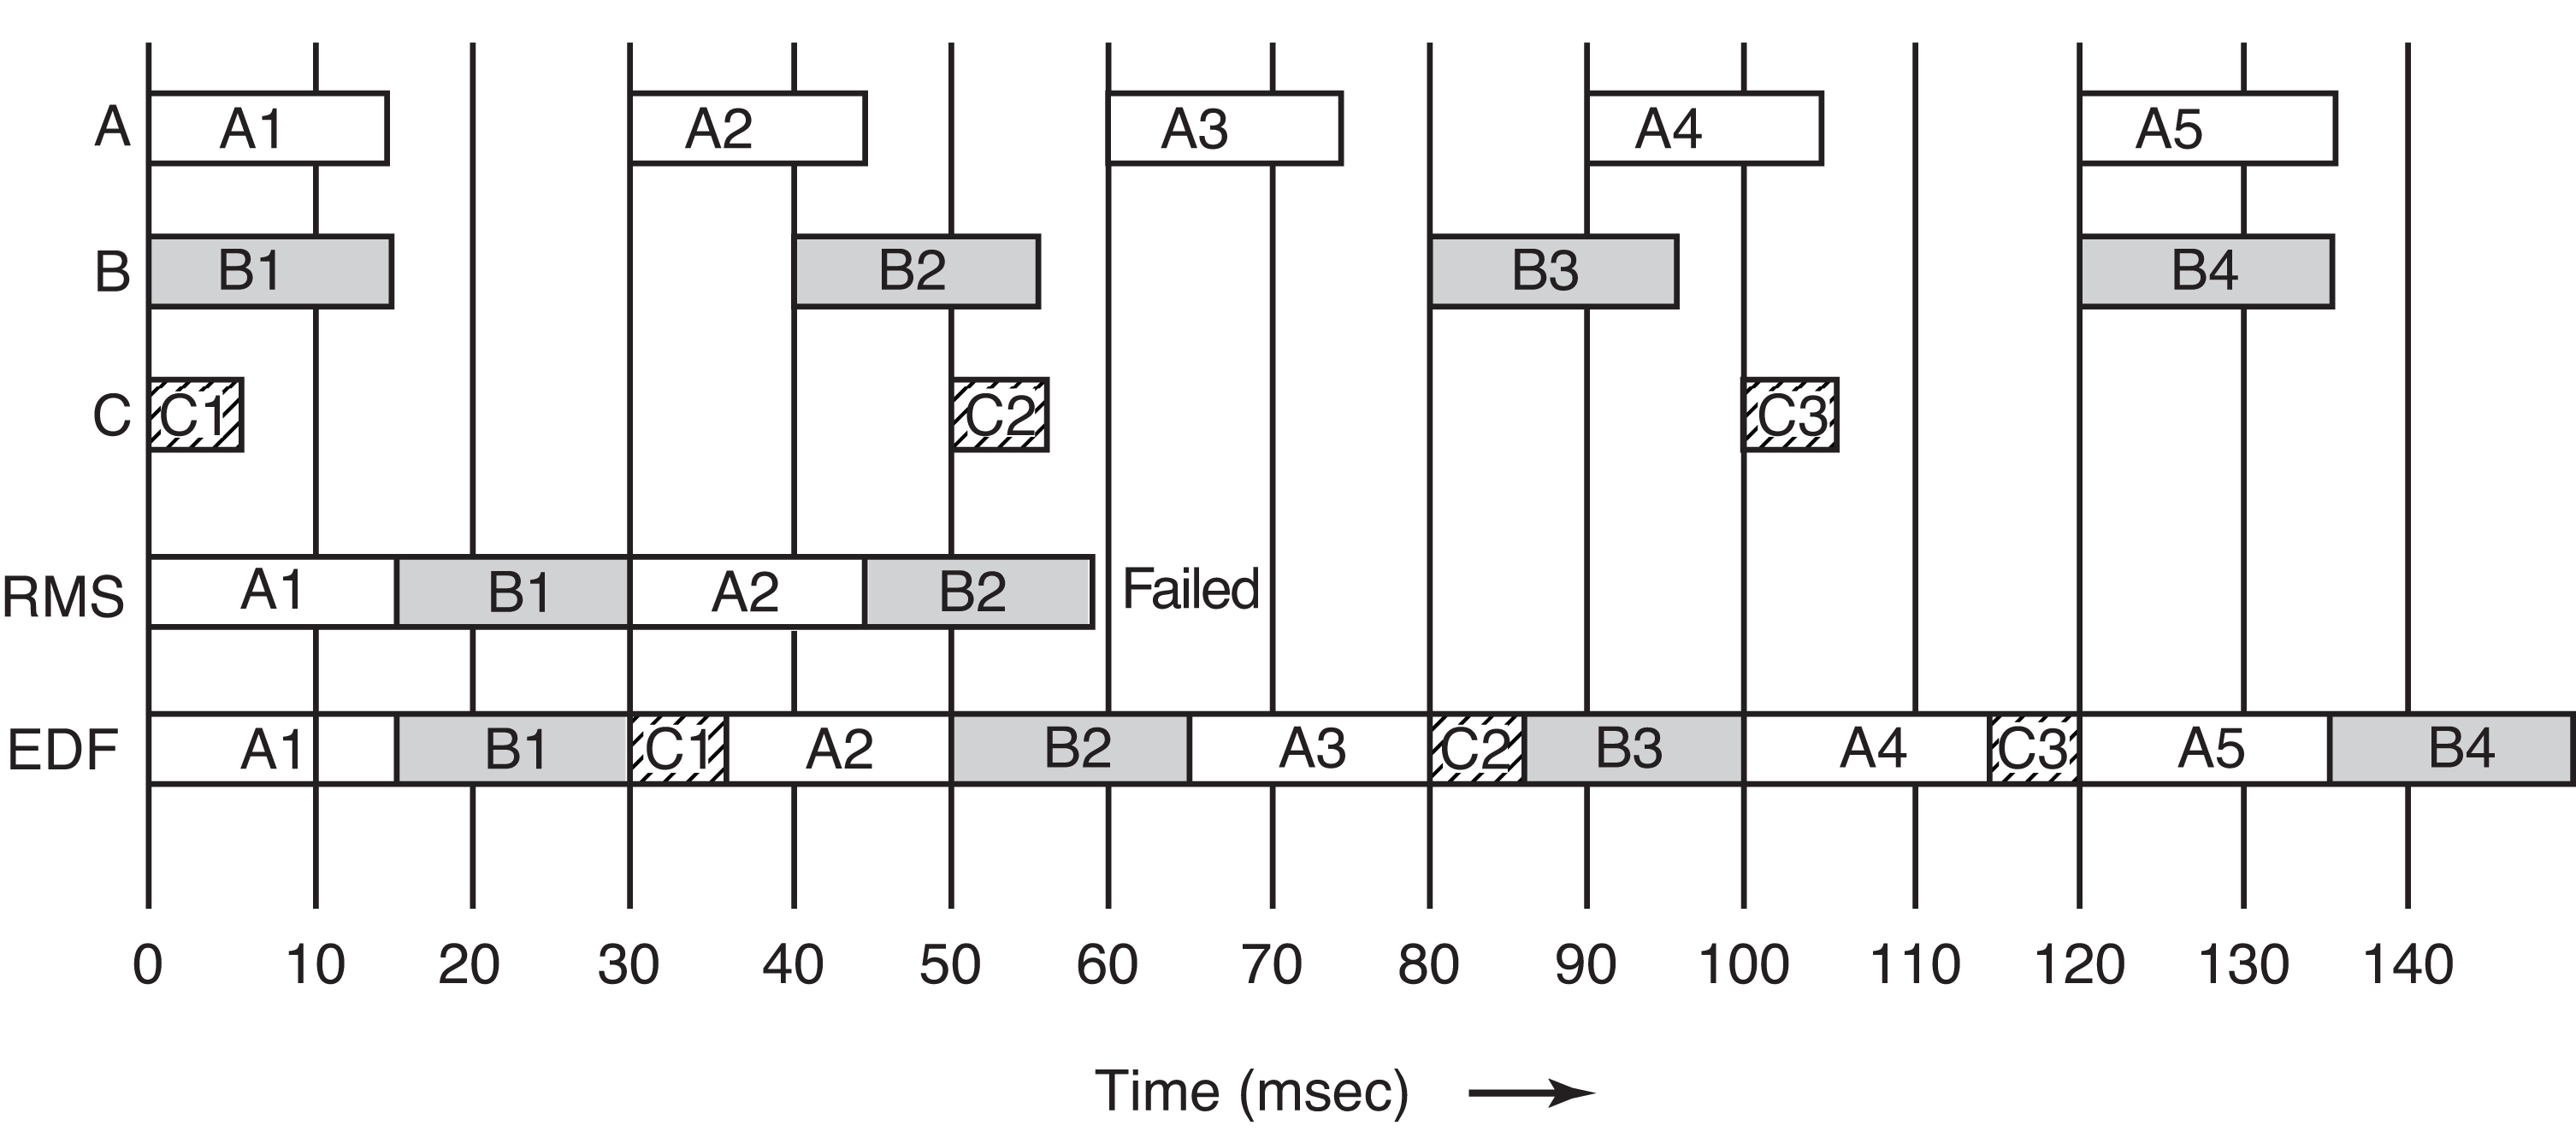 A A1 A2 A3 A4 A5
B B1 B2 B3 B4
C C1 C2 C3
RMS A1 B1 A2 B2 Failed
EDF A1 B1 C1 A2 B2 A3 C2 B3 A4 C3 A5 B4
0 10 20 30 40 50 60 70 80 90 100 110 120 130 140
Time (msec)